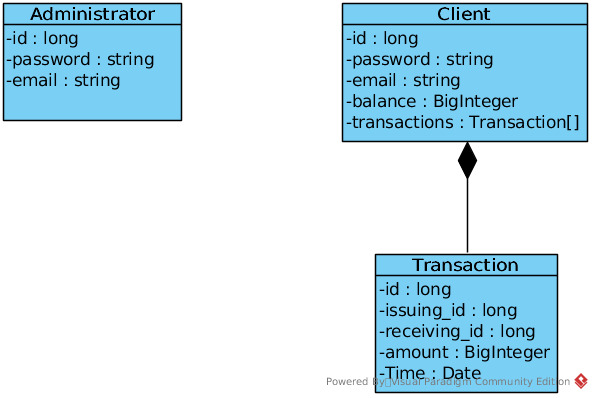 Administrator
-id : long
-password : string
-email : string
Client
-id : long
-password : string
-email : string
-balance : BigInteger
-transactions : Transaction[]
Transaction
-id : long
-issuing_id : long
-receiving_id : long
-amount : BigInteger
-Time : Date
Powered By Visual Paradigm Community Edition